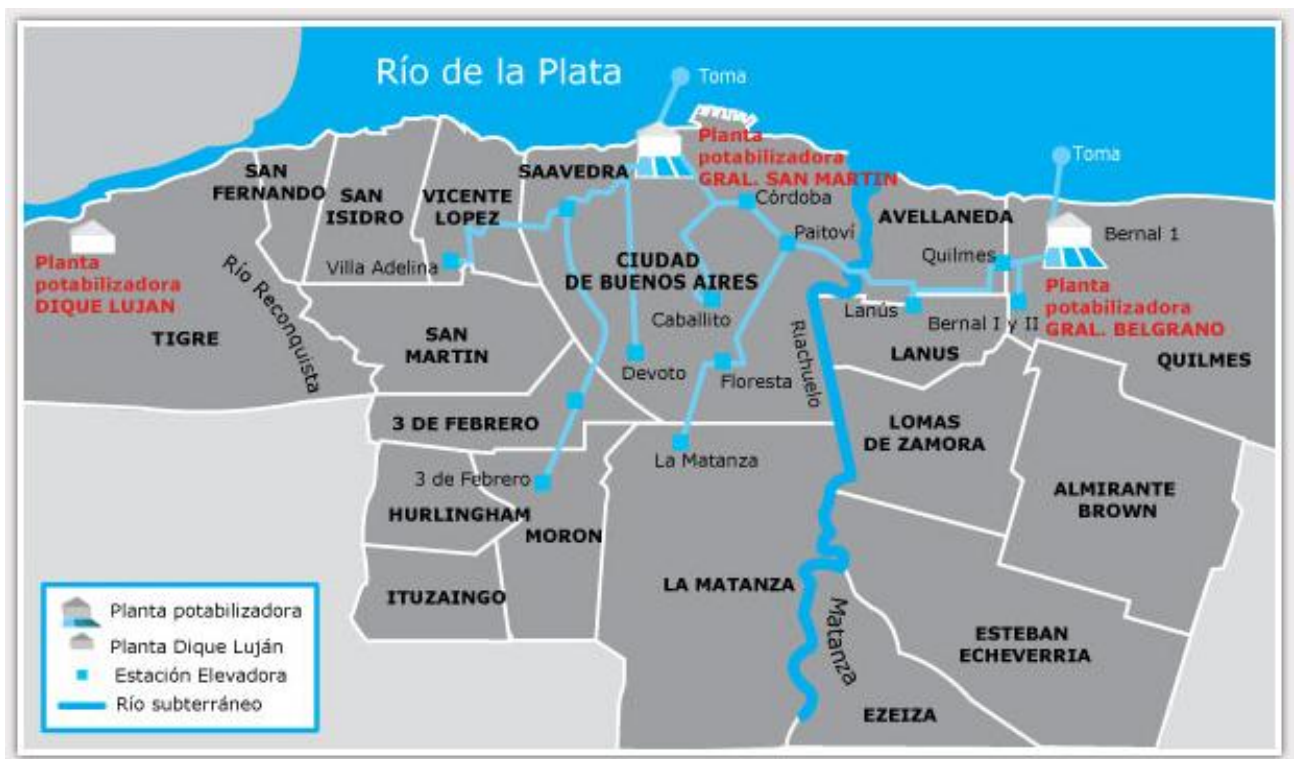 Río de la Plata
Toma
Planta
potabilizadora
GRAL. SAN MARTIN
Toma
SAN
FERNANDO
SAN
ISIDRO
VICENTE
LOPEZ
SAAVEDRA
Córdoba
Paitoví
AVELLANEDA
Quilmes
Bernal 1
Planta
potabilizadora
DIQUE LUJAN
Río Reconquista
Villa Adelina
CIUDAD
DE BUENOS AIRES
Caballito
Lanús
Bernal I y II
Planta
potabilizadora
GRAL. BELGRANO
TIGRE
SAN
MARTIN
Devoto
Floresta
Riachuelo
LANUS
QUILMES
3 DE FEBRERO
La Matanza
LOMAS
DE ZAMORA
3 de Febrero
HURLINGHAM
MORON
ALMIRANTE
BROWN
ITUZAINGO
LA MATANZA
Matanza
ESTEBAN
ECHEVERRIA
EZEIZA
Planta potabilizadora
Planta Dique Luján
Estación Elevadora
Río subterráneo